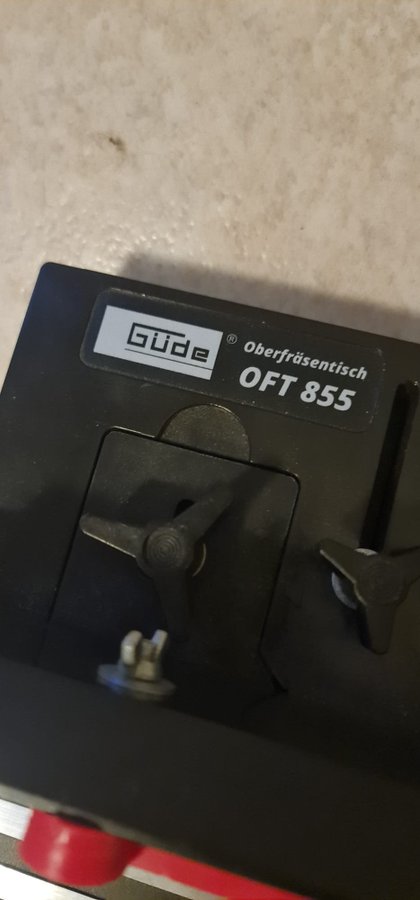 Güde ®
Oberfräsentisch
OFT 855